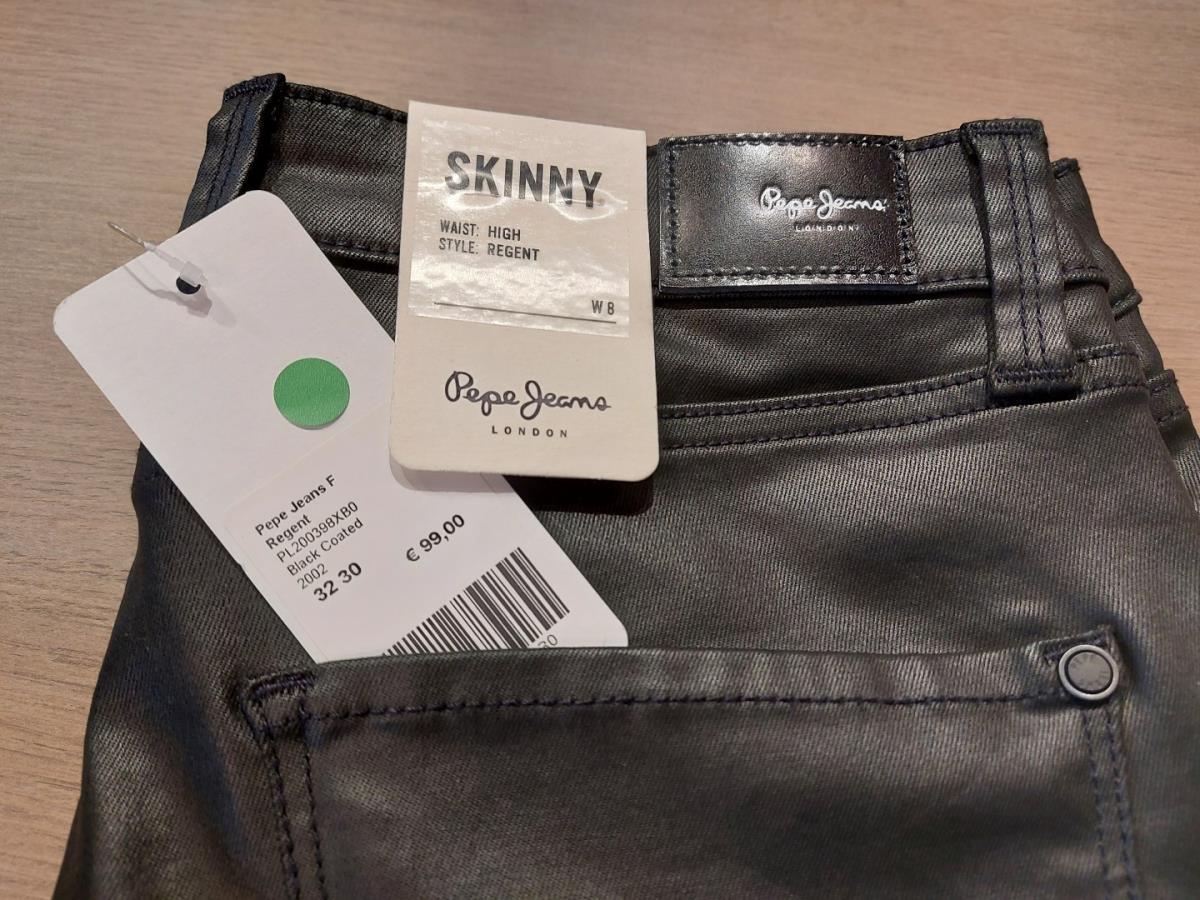 SKINNY
WAIST: HIGH
STYLE: REGENT
W8
Pepe Jeans
LONDON
Pepe Jeans
LONDON
Pepe Jeans F
Regent
PL200398XB0
Black Coated
2002
32 30
€ 99,00
30